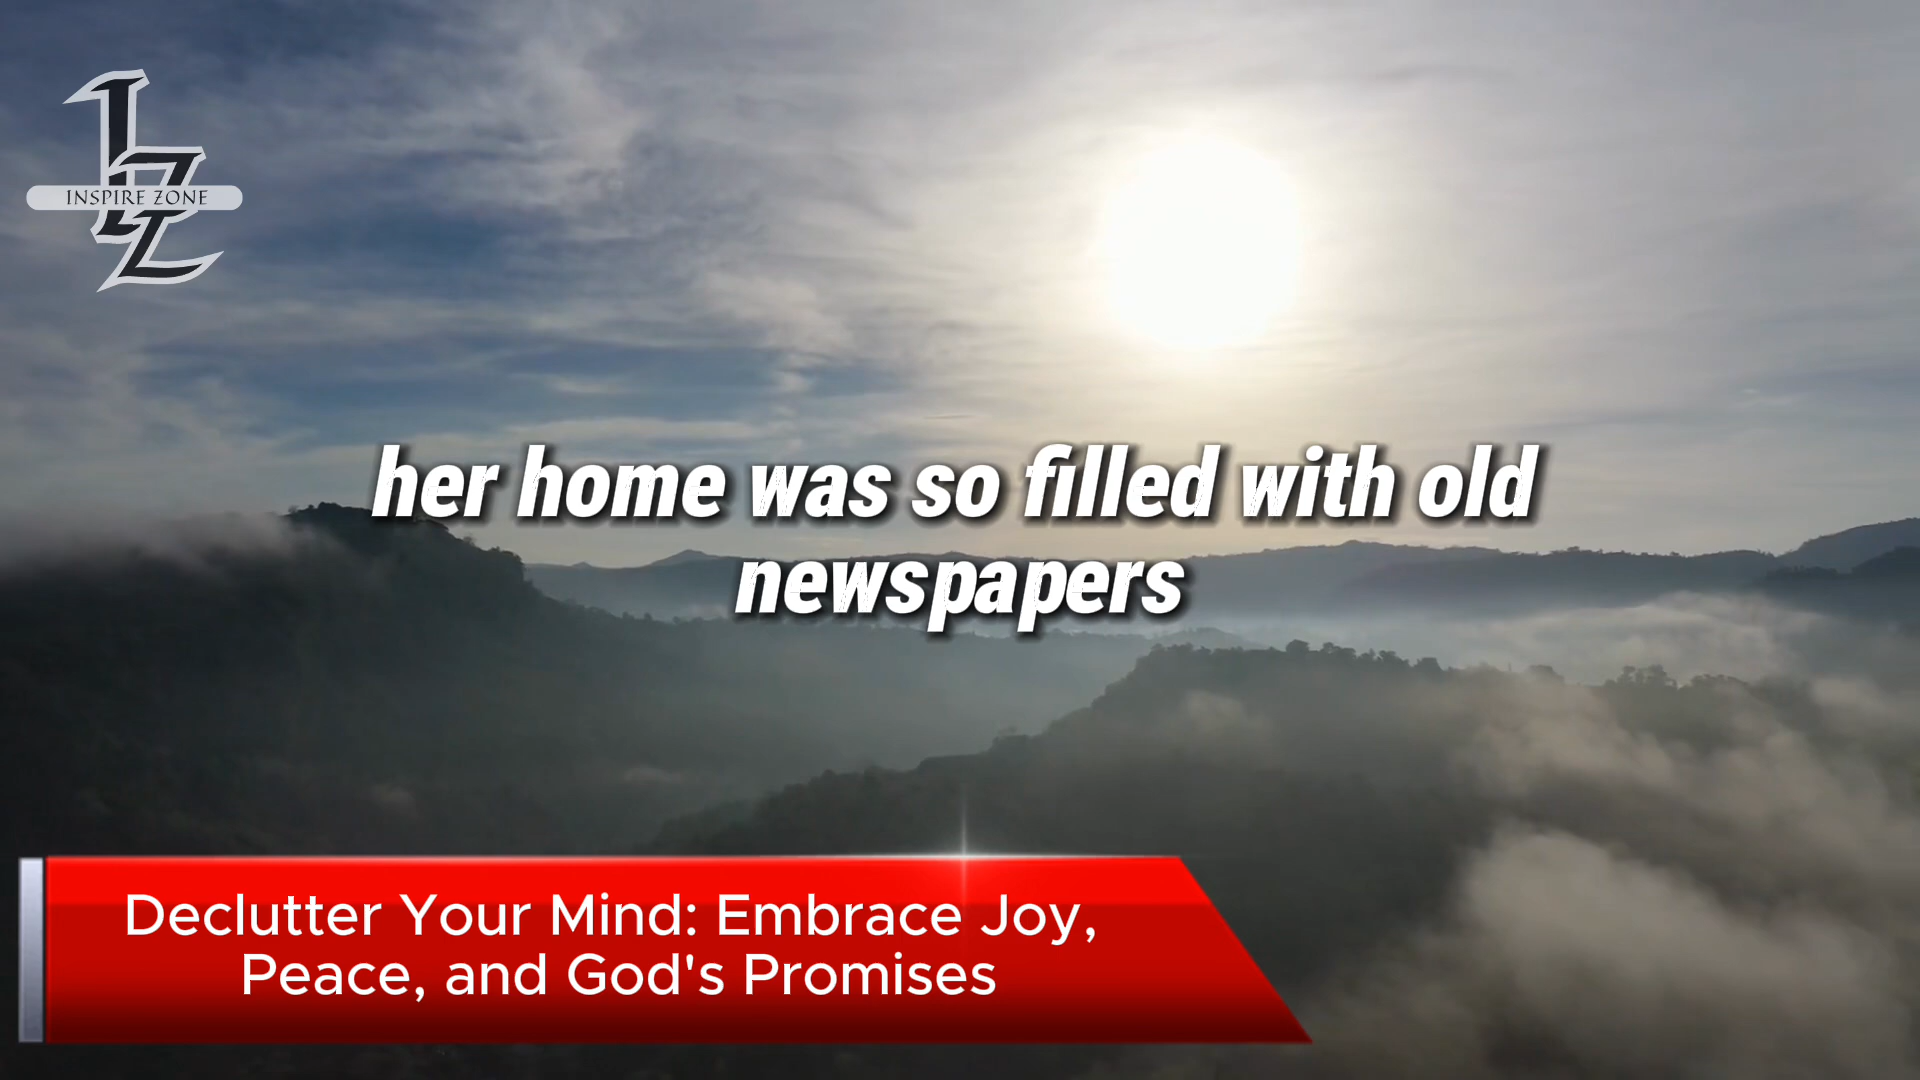 INSPIRE ZONE
her home was so filled with old
newspapers
Declutter Your Mind: Embrace Joy,
Peace, and God's Promises